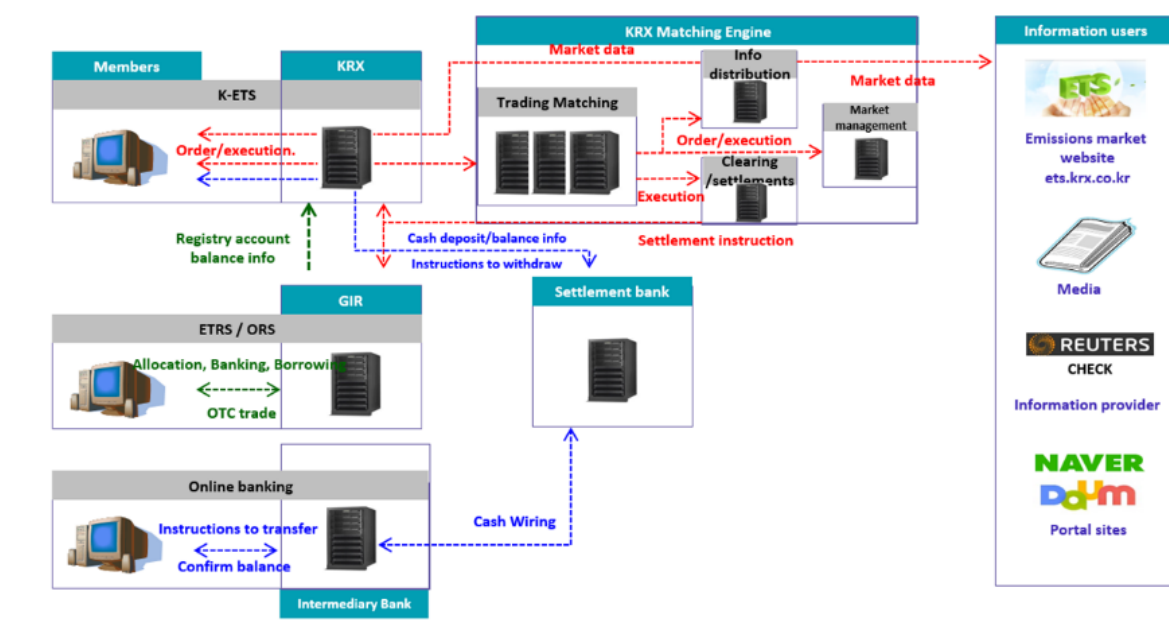 KRX Matching Engine
Information users
Members
KRX
Market data
Info
distribution
Market data
K-ETS
Trading Matching
Market
management
ETS
Order/execution.
Order/execution
Emissions market
website
ets.krx.co.kr
Clearing
/settlements
Execution
Registry account
balance info
Cash deposit/balance info
Settlement instruction
Instructions to withdraw
Media
GIR
Settlement bank
ETRS / ORS
REUTERS
CHECK
Allocation, Banking, Borrowing
OTC trade
Information provider
NAVER
Daum
Online banking
Instructions to transfer
Cash Wiring
Portal sites
Confirm balance
Intermediary Bank